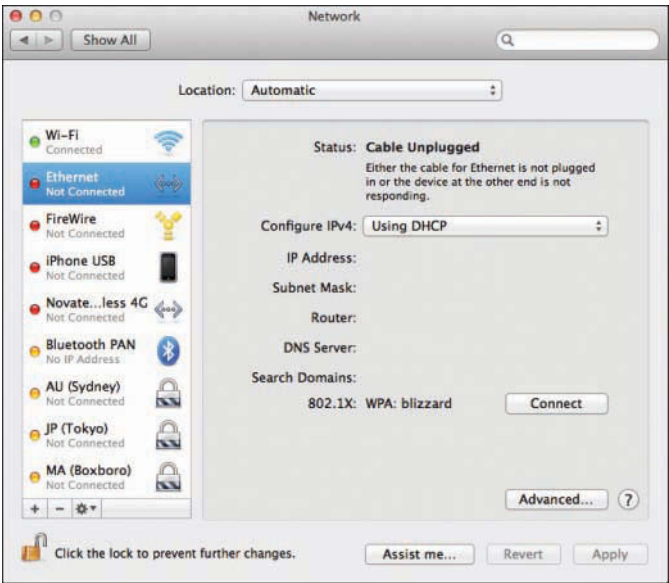 Network
Show All
Location: Automatic
Wi-Fi
Connected
Ethernet
Not Connected
FireWire
Not Connected
iPhone USB
Not Connected
Novate...less 4G
Not Connected
Bluetooth PAN
No IP Address
AU (Sydney)
Not Connected
JP (Tokyo)
Not Connected
MA (Boxboro)
Not Connected
Status: Cable Unplugged
Either the cable for Ethernet is not plugged
in or the device at the other end is not
responding.
Configure IPv4: Using DHCP
IP Address:
Subnet Mask:
Router:
DNS Server:
Search Domains:
802.1X: WPA: blizzard Connect
Advanced... ?
Click the lock to prevent further changes.
Assist me... Revert Apply